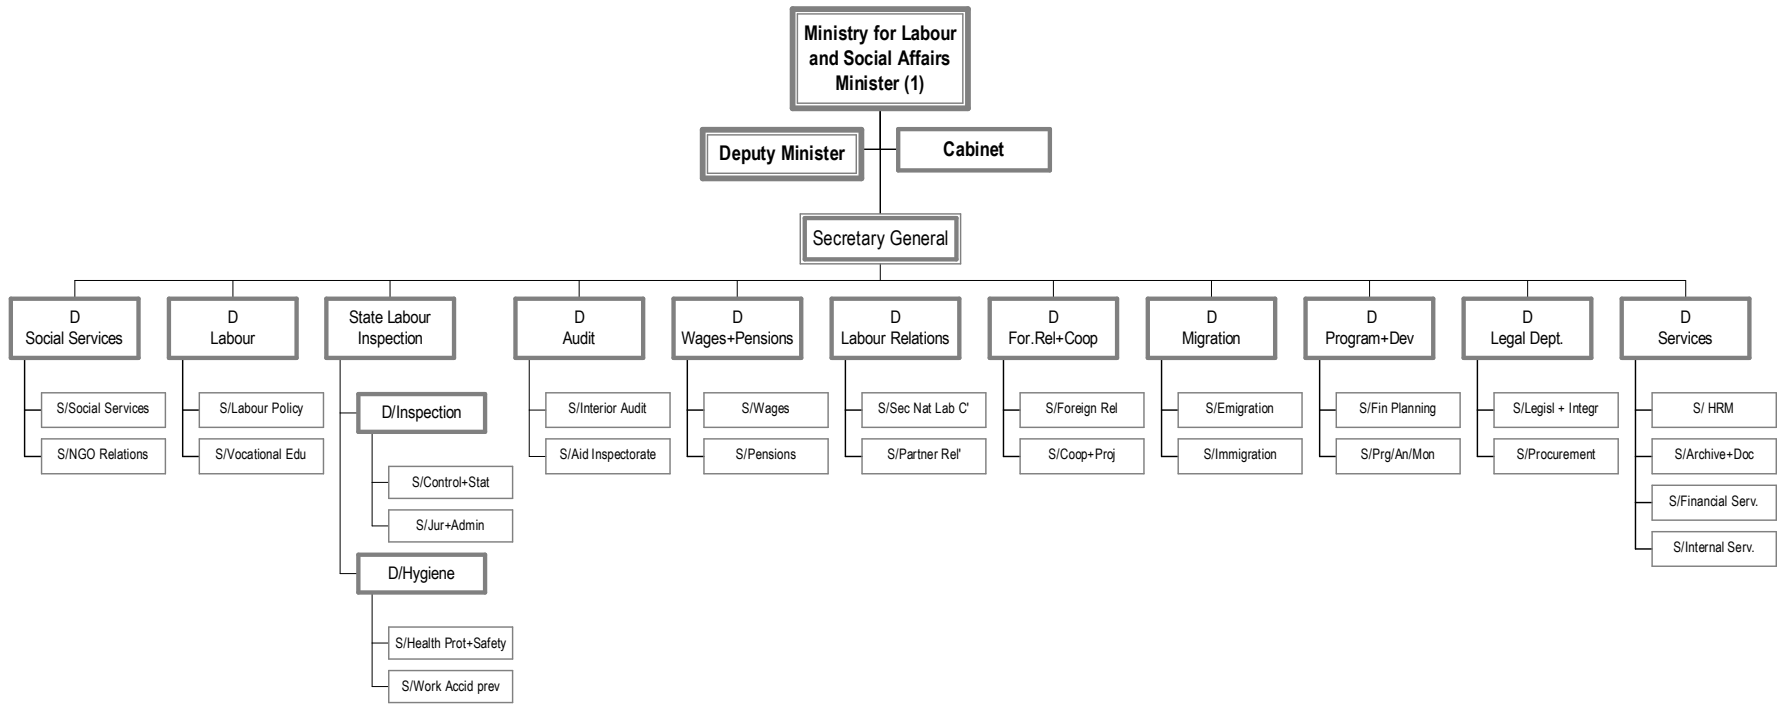 Ministry for Labour
and Social Affairs
Minister (1)
Deputy Minister
Cabinet
Secretary General
D
Social Services
D
Labour
State Labour
Inspection
D
Audit
D
Wages+Pensions
D
Labour Relations
D
For.Rel+Coop
D
Migration
D
Program+Dev
D
Legal Dept.
D
Services
S/Social Services
S/NGO Relations
S/Labour Policy
S/Vocational Edu
D/Inspection
S/Control+Stat
S/Jur+Admin
D/Hygiene
S/Health Prot+Safety
S/Work Accid prev
S/Interior Audit
S/Aid Inspectorate
S/Wages
S/Pensions
S/Sec Nat Lab C'
S/Partner Rel'
S/Foreign Rel
S/Coop+Proj
S/Emigration
S/Immigration
S/Fin Planning
S/Prg/An/Mon
S/Legisl + Integr
S/Procurement
S/ HRM
S/Archive+Doc
S/Financial Serv.
S/Internal Serv.